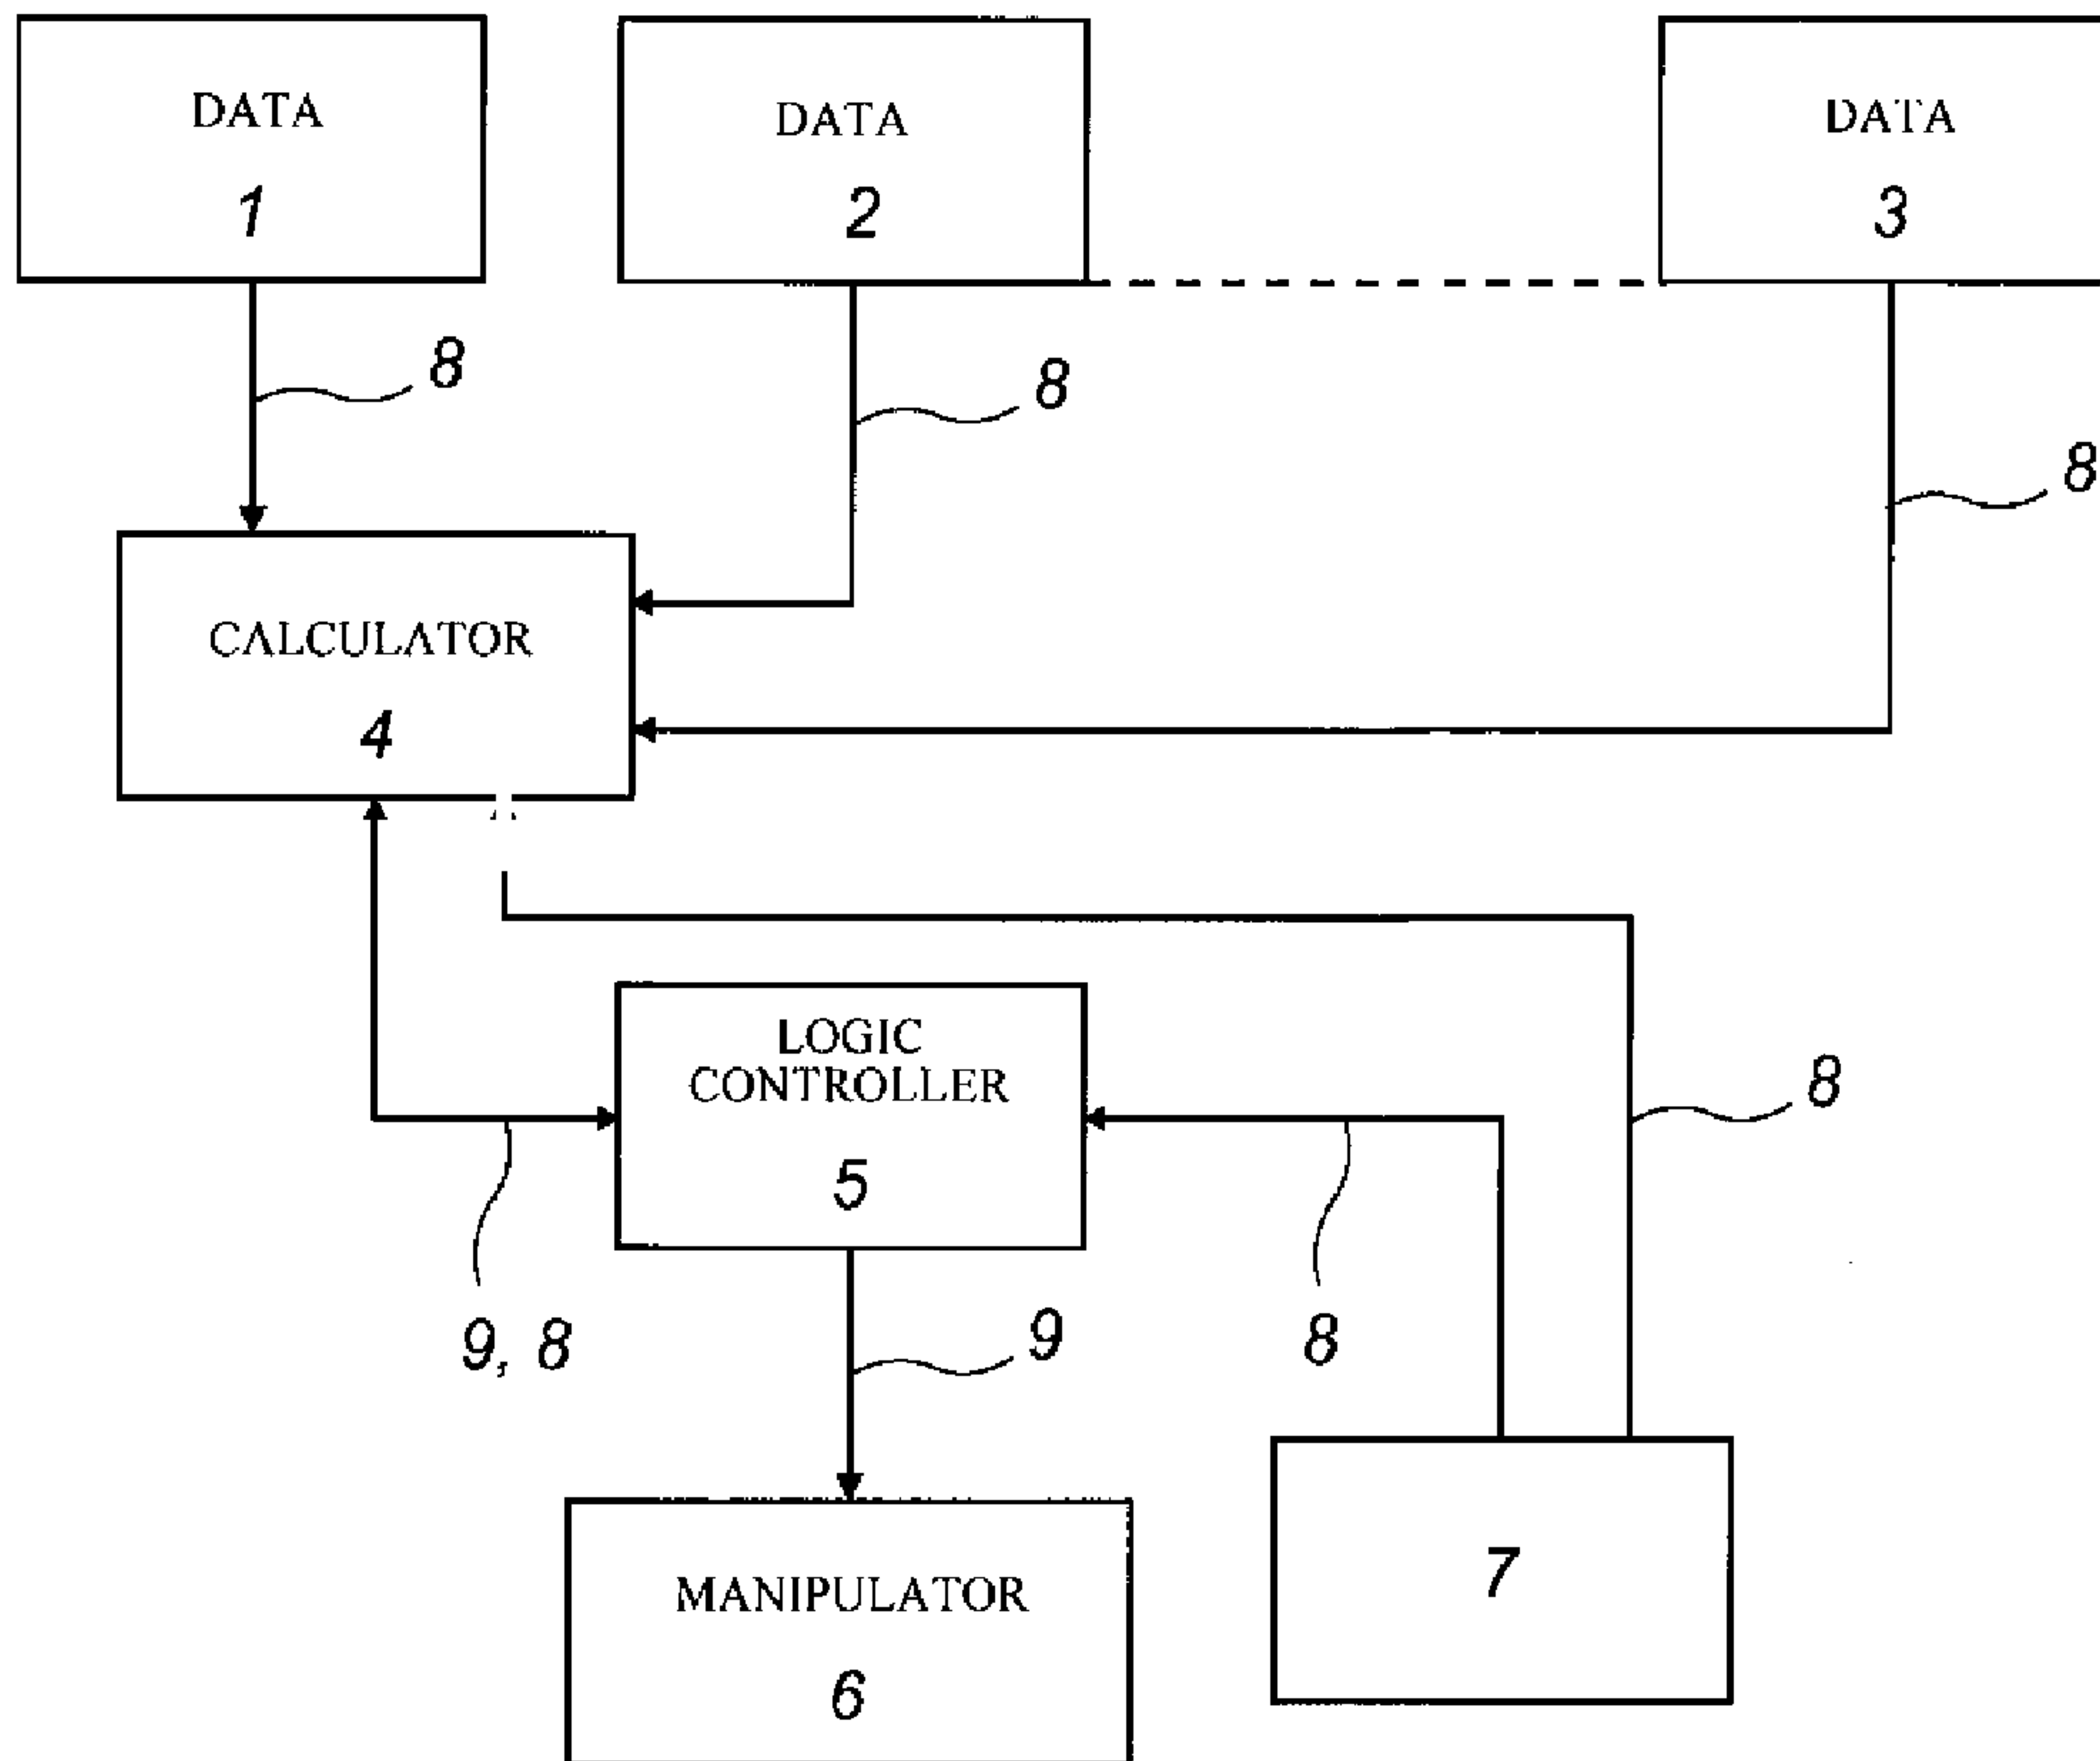 DATA
1
DATA
2
DATA
3
8
8
8
CALCULATOR
4
LOGIC
CONTROLLER
5
8
9, 8
9
8
MANIPULATOR
6
7